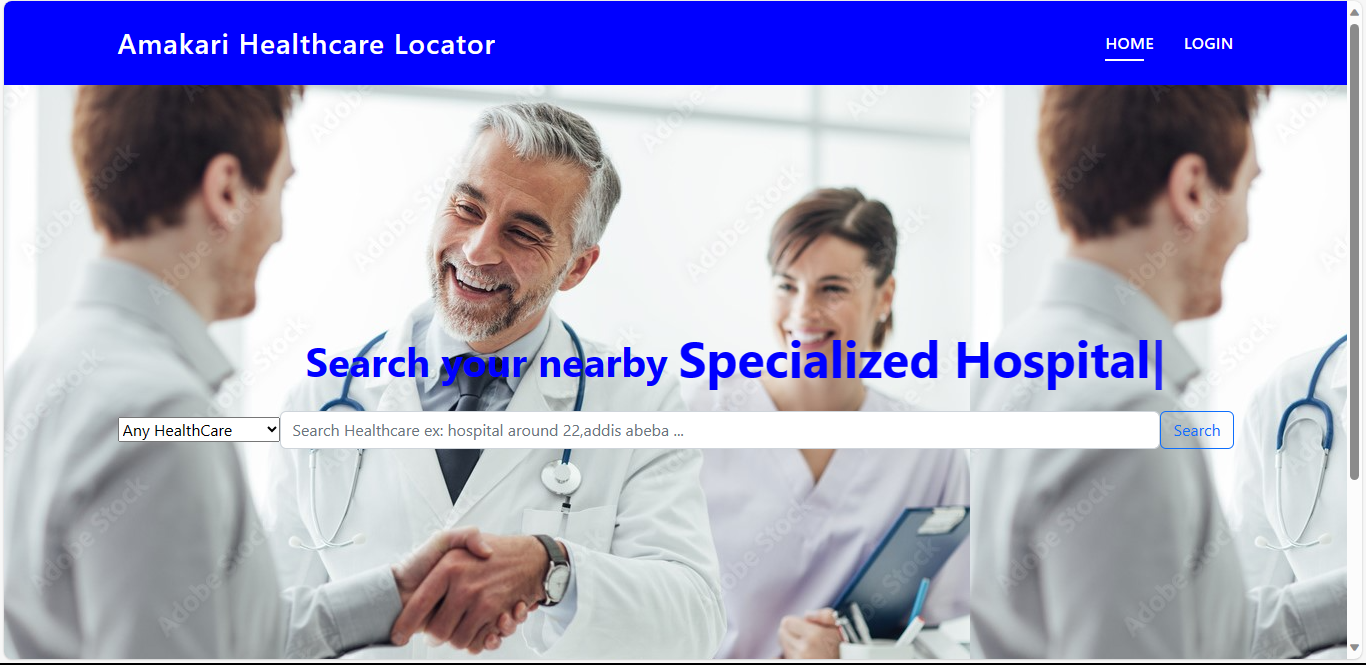 Amakari Healthcare Locator
HOME LOGIN
Search your nearby Specialized Hospital|
Any HealthCare Search Healthcare ex: hospital around 22,addis abeba ... Search
Adobe Stock